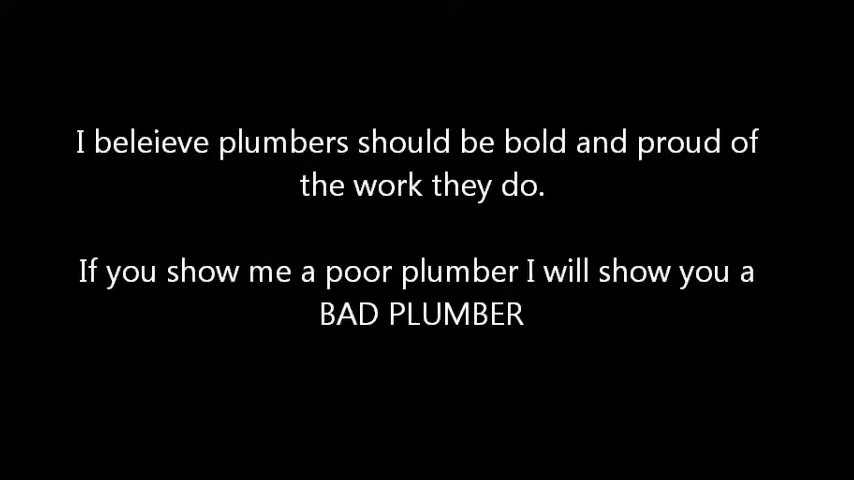 I beleieve plumbers should be bold and proud of
the work they do.
If you show me a poor plumber I will show you a
BAD PLUMBER